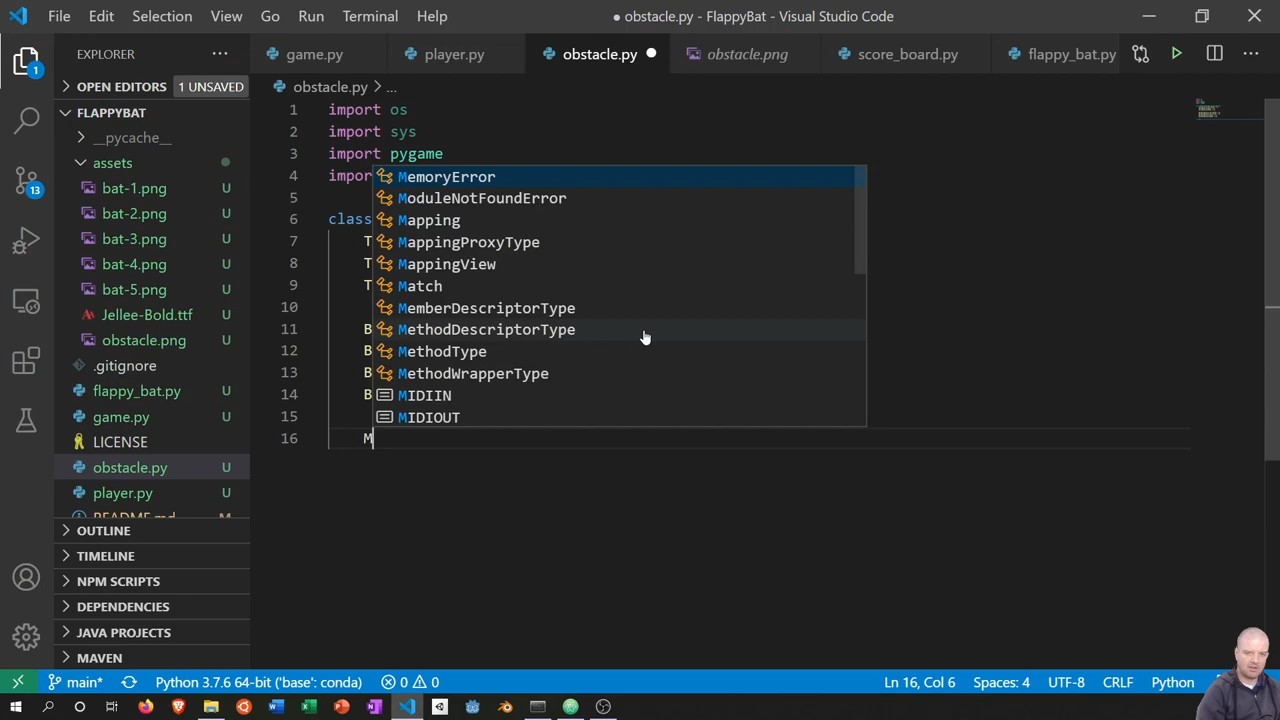 File Edit Selection View Go Run Terminal Help
● obstacle.py - FlappyBat - Visual Studio Code
EXPLORER
game.py player.py obstacle.py obstacle.png score_board.py flappy_bat.py
OPEN EDITORS 1 UNSAVED
FLAPPYBAT
__pycache__
assets
bat-1.png
bat-2.png
bat-3.png
bat-4.png
bat-5.png
Jellee-Bold.ttf
obstacle.png
.gitignore
flappy_bat.py U
game.py U
LICENSE
obstacle.py U
player.py U
README.md M
OUTLINE
TIMELINE
NPM SCRIPTS
DEPENDENCIES
JAVA PROJECTS
MAVEN
1
13
obstacle.py > ...
1 import os
2 import sys
3 import pygame
4 impor
5
6 class
7 T
8 T
9 T
10
11 B
12 B
13 B
14 B
15
16 M
MemoryError
ModuleNotFoundError
Mapping
MappingProxyType
MappingView
Match
MemberDescriptorType
MethodDescriptorType
MethodType
MethodWrapperType
MIDIIN
MIDIOUT
main* Python 3.7.6 64-bit ('base': conda) 0 0 Ln 16, Col 6 Spaces: 4 UTF-8 CRLF Python